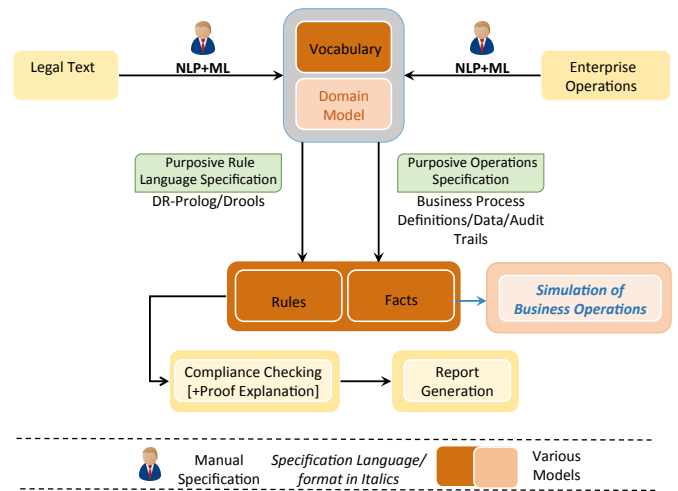 Legal Text
NLP+ML
Vocabulary
Domain
Model
NLP+ML
Enterprise
Operations
Purposive Rule
Language Specification
DR-Prolog/Drools
Purposive Operations
Specification
Business Process
Definitions/Data/Audit
Trails
Rules
Facts
Simulation of
Business Operations
Compliance Checking
[+Proof Explanation]
Report
Generation
Manual
Specification
Specification Language/
format in Italics
Various
Models